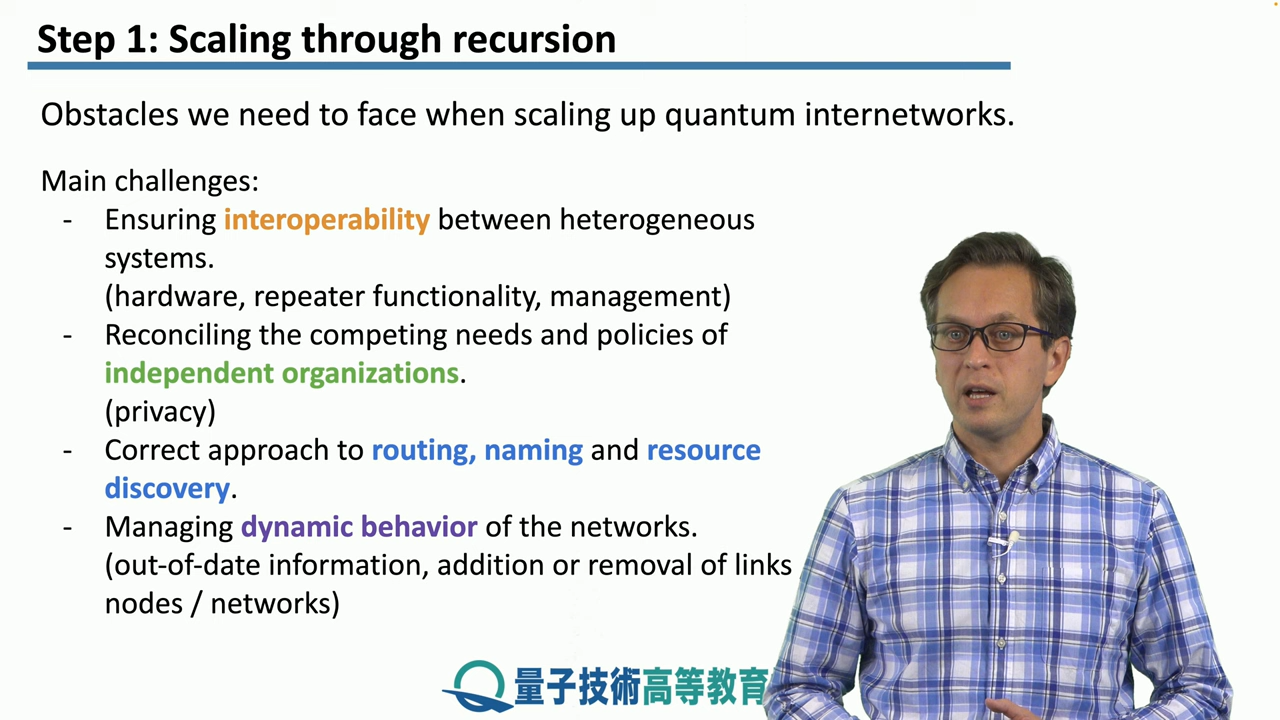 Step 1: Scaling through recursion
Obstacles we need to face when scaling up quantum internetworks.
Main challenges:
- Ensuring interoperability between heterogeneous
systems.
(hardware, repeater functionality, management)
- Reconciling the competing needs and policies of
independent organizations.
(privacy)
- Correct approach to routing, naming and resource
discovery.
- Managing dynamic behavior of the networks.
(out-of-date information, addition or removal of links
nodes / networks)
量子技術高等教育